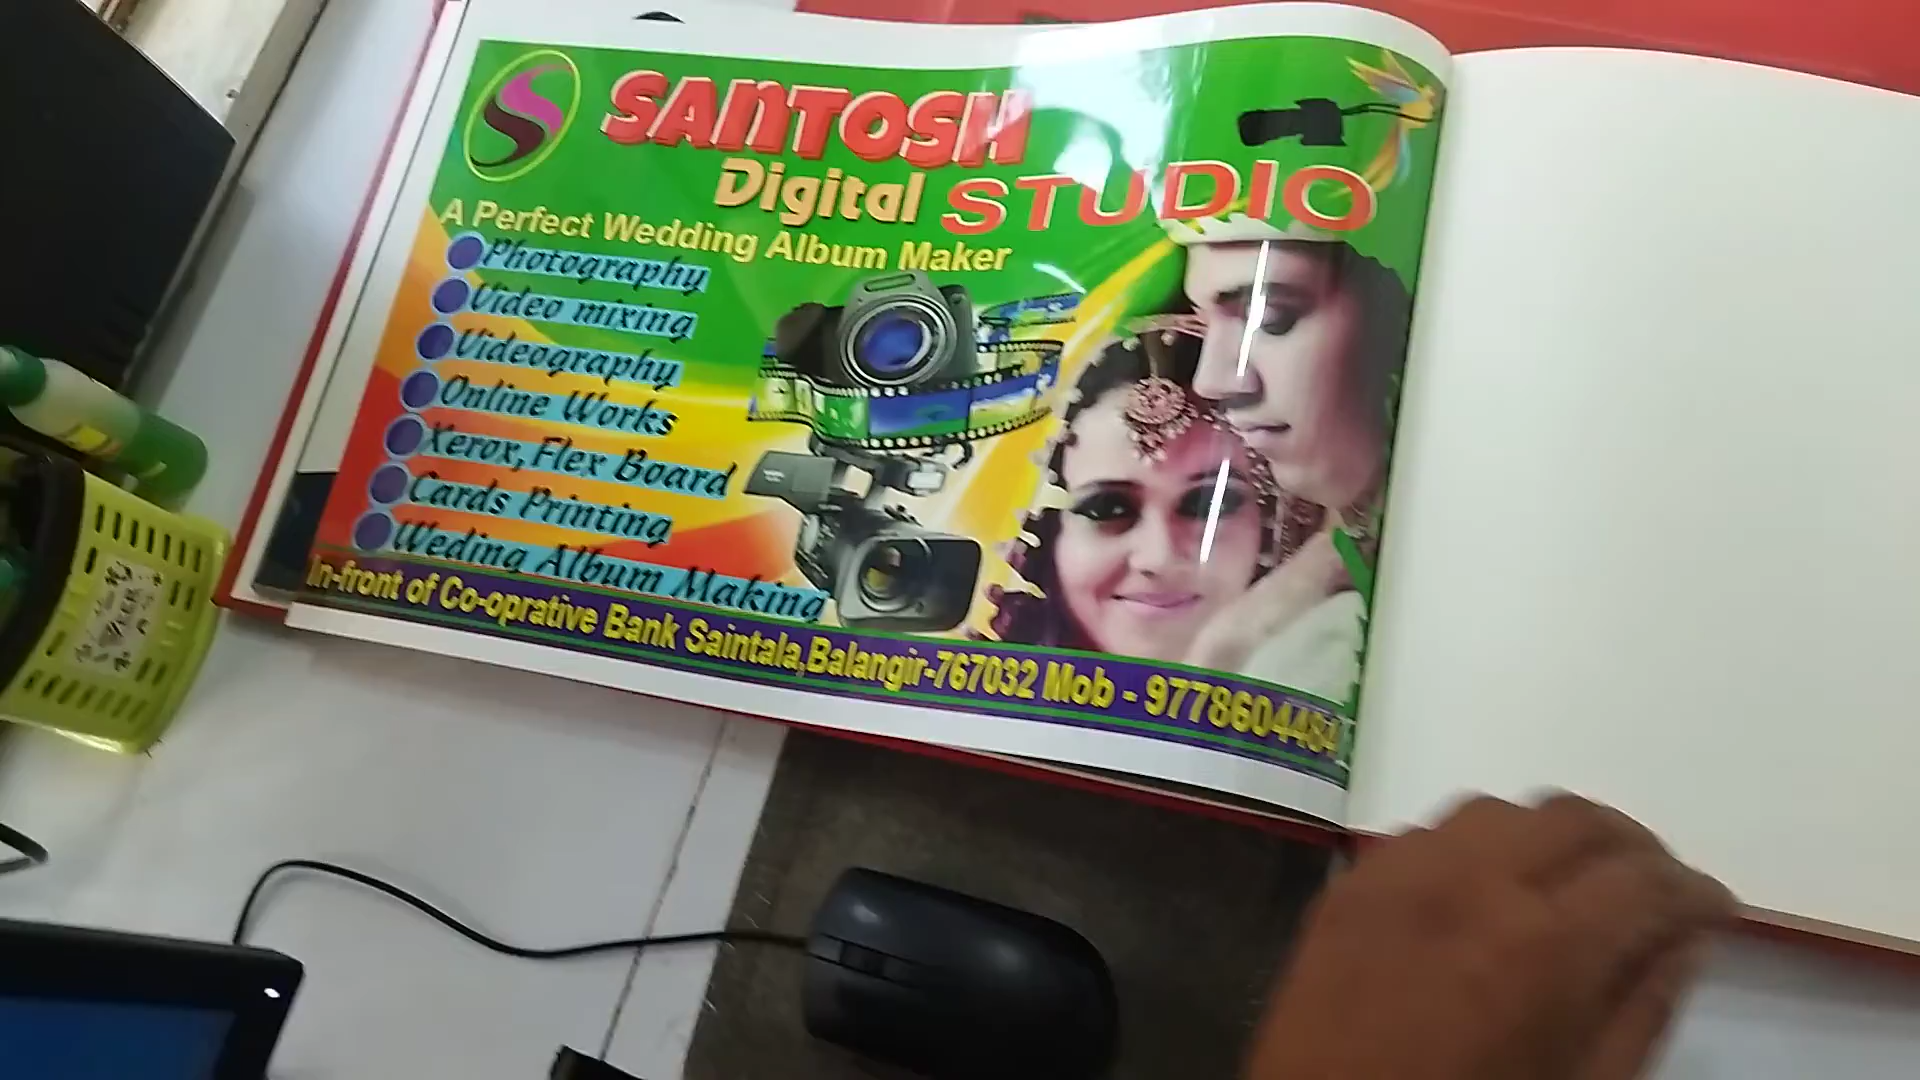 S
SANTOSH
Digital STUDIO
A Perfect Wedding Album Maker
Photography
Video mixing
Videography
Online Works
Xerox, Flex Board
Cards Printing
Weding Album Making
In-front of Co-oprative Bank Saintala,Balangir-767032 Mob - 9778604484